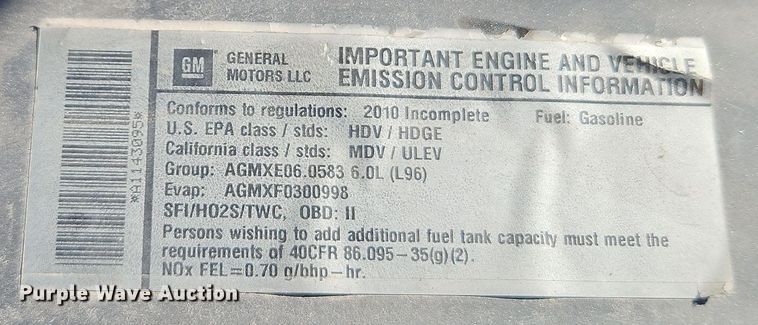 GM
GENERAL
MOTORS LLC
IMPORTANT ENGINE AND VEHICLE
EMISSION CONTROL INFORMATION
Conforms to regulations: 2010 Incomplete Fuel: Gasoline
U.S. EPA class / stds: HDV / HDGE
California class / stds: MDV / ULEV
Group: AGMXE06.0583 6.0L (L96)
Evap: AGMXF0300998
SFI/HO2S/TWC, OBD: II
Persons wishing to add additional fuel tank capacity must meet the
requirements of 40CFR 86.095-35(g)(2).
NOx FEL=0.70 g/bhp-hr.
*A1143095*
Purple Wave Auction